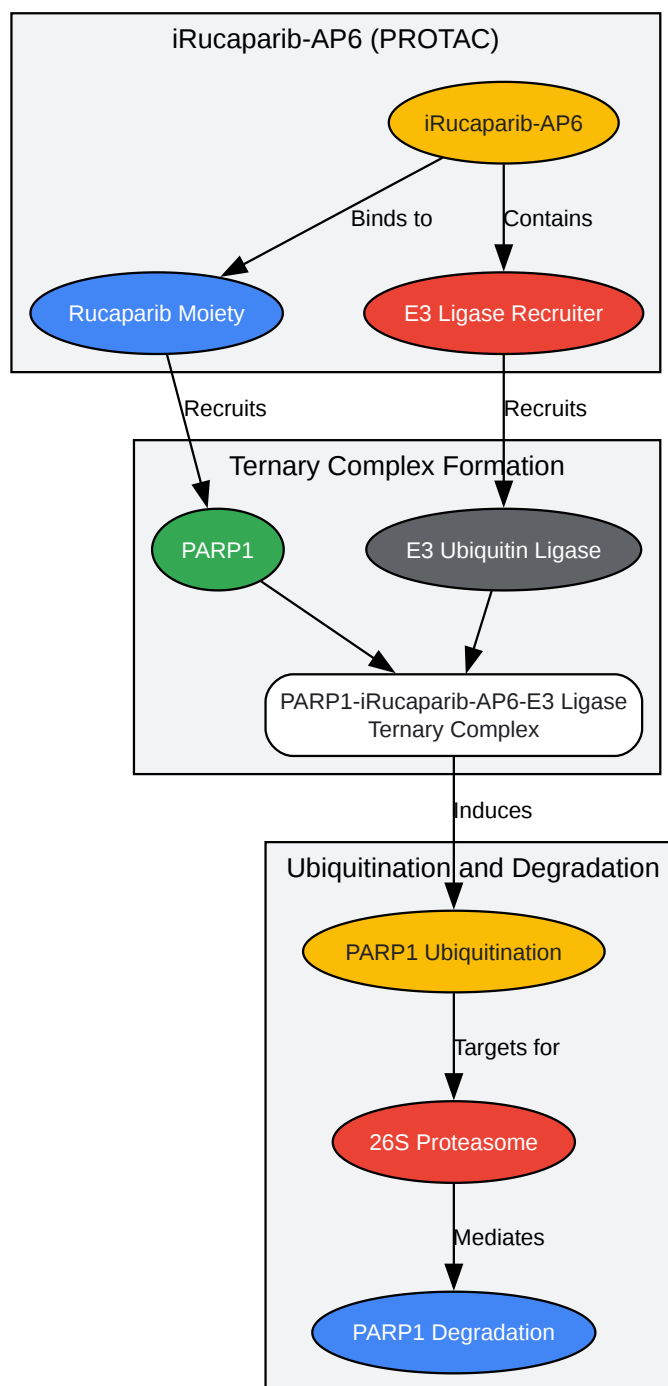 iRucaparib-AP6 (PROTAC)
iRucaparib-AP6
Binds to
Contains
Rucaparib Moiety
E3 Ligase Recruiter
Recruits
Recruits
Ternary Complex Formation
PARP1
E3 Ubiquitin Ligase
PARP1-iRucaparib-AP6-E3 Ligase
Ternary Complex
Induces
Ubiquitination and Degradation
PARP1 Ubiquitination
Targets for
26S Proteasome
Mediates
PARP1 Degradation